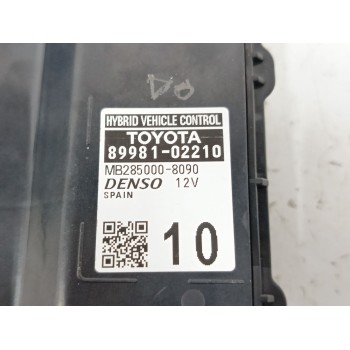 HYBRID VEHICLE CONTROL
TOYOTA
89981-02210
MB285000-8090
DENSO 12V
SPAIN
10